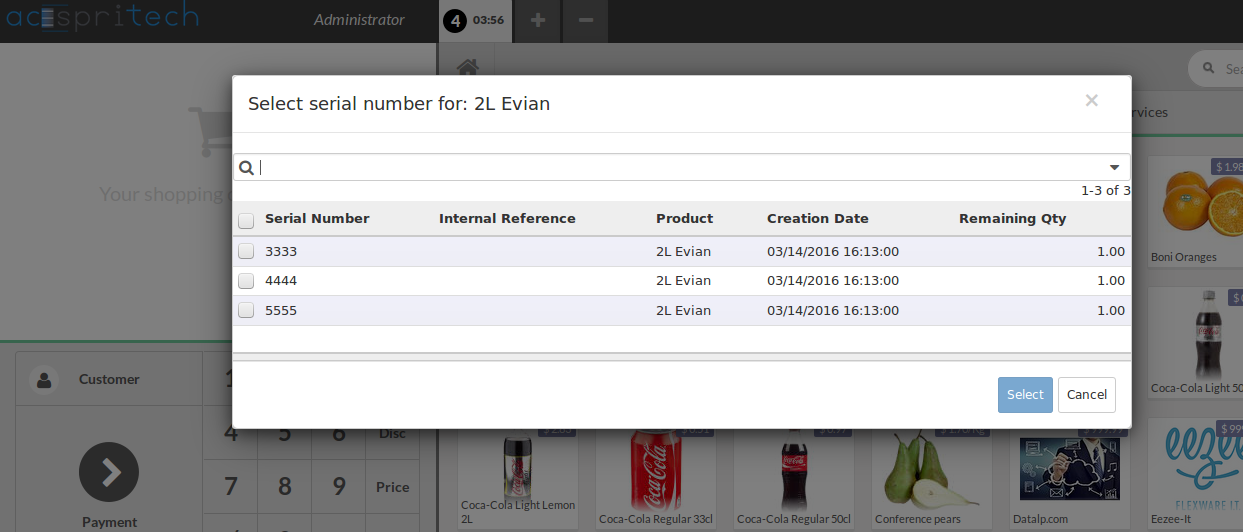 acespritech
Administrator
4 03:56
Select serial number for: 2L Evian
×
1-3 of 3
Serial Number Internal Reference Product Creation Date Remaining Qty
3333 2L Evian 03/14/2016 16:13:00 1.00
4444 2L Evian 03/14/2016 16:13:00 1.00
5555 2L Evian 03/14/2016 16:13:00 1.00
Select Cancel
Your shopping
$ 1.98
Boni Oranges
Coca-Cola Light 50
Customer
4 5 6 Disc
7 8 9 Price
Payment
Coca-Cola Light Lemon
2L
Coca-Cola Regular 33cl
Coca-Cola
Coca-Cola Regular 50cl
Conference pears
Datalp.com
eezee
FLEXWARE IT
Eezee-It